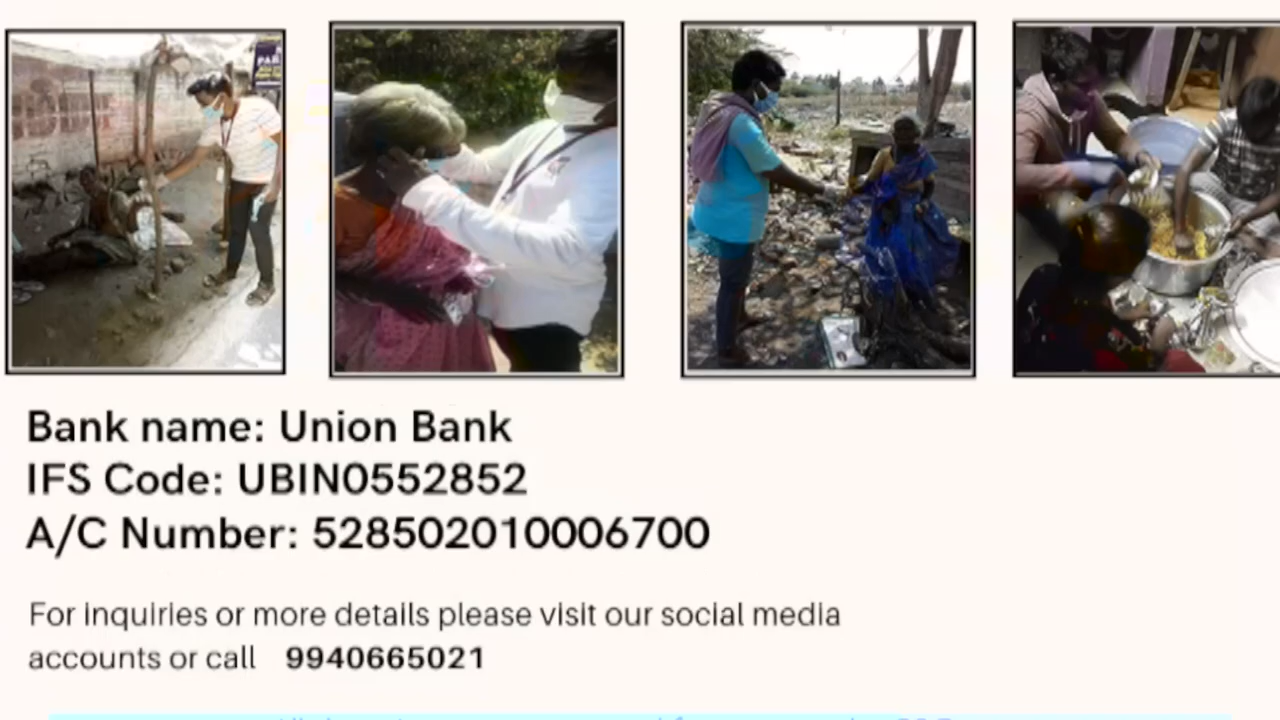 Bank name: Union Bank
IFS Code: UBIN0552852
A/C Number: 528502010006700
For inquiries or more details please visit our social media
accounts or call 9940665021